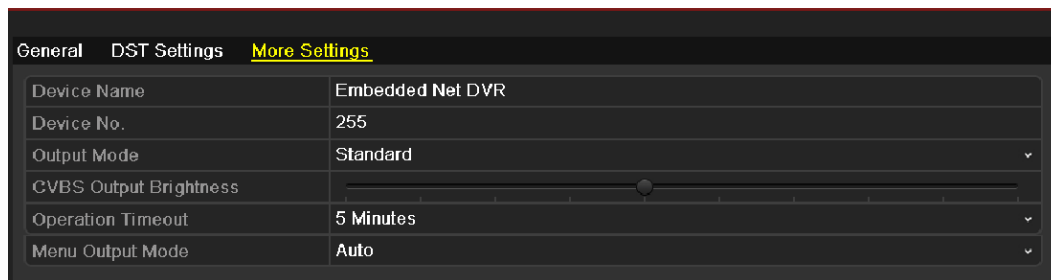 General DST Settings More Settings
Device Name Embedded Net DVR
Device No. 255
Output Mode Standard
CVBS Output Brightness
Operation Timeout 5 Minutes
Menu Output Mode Auto